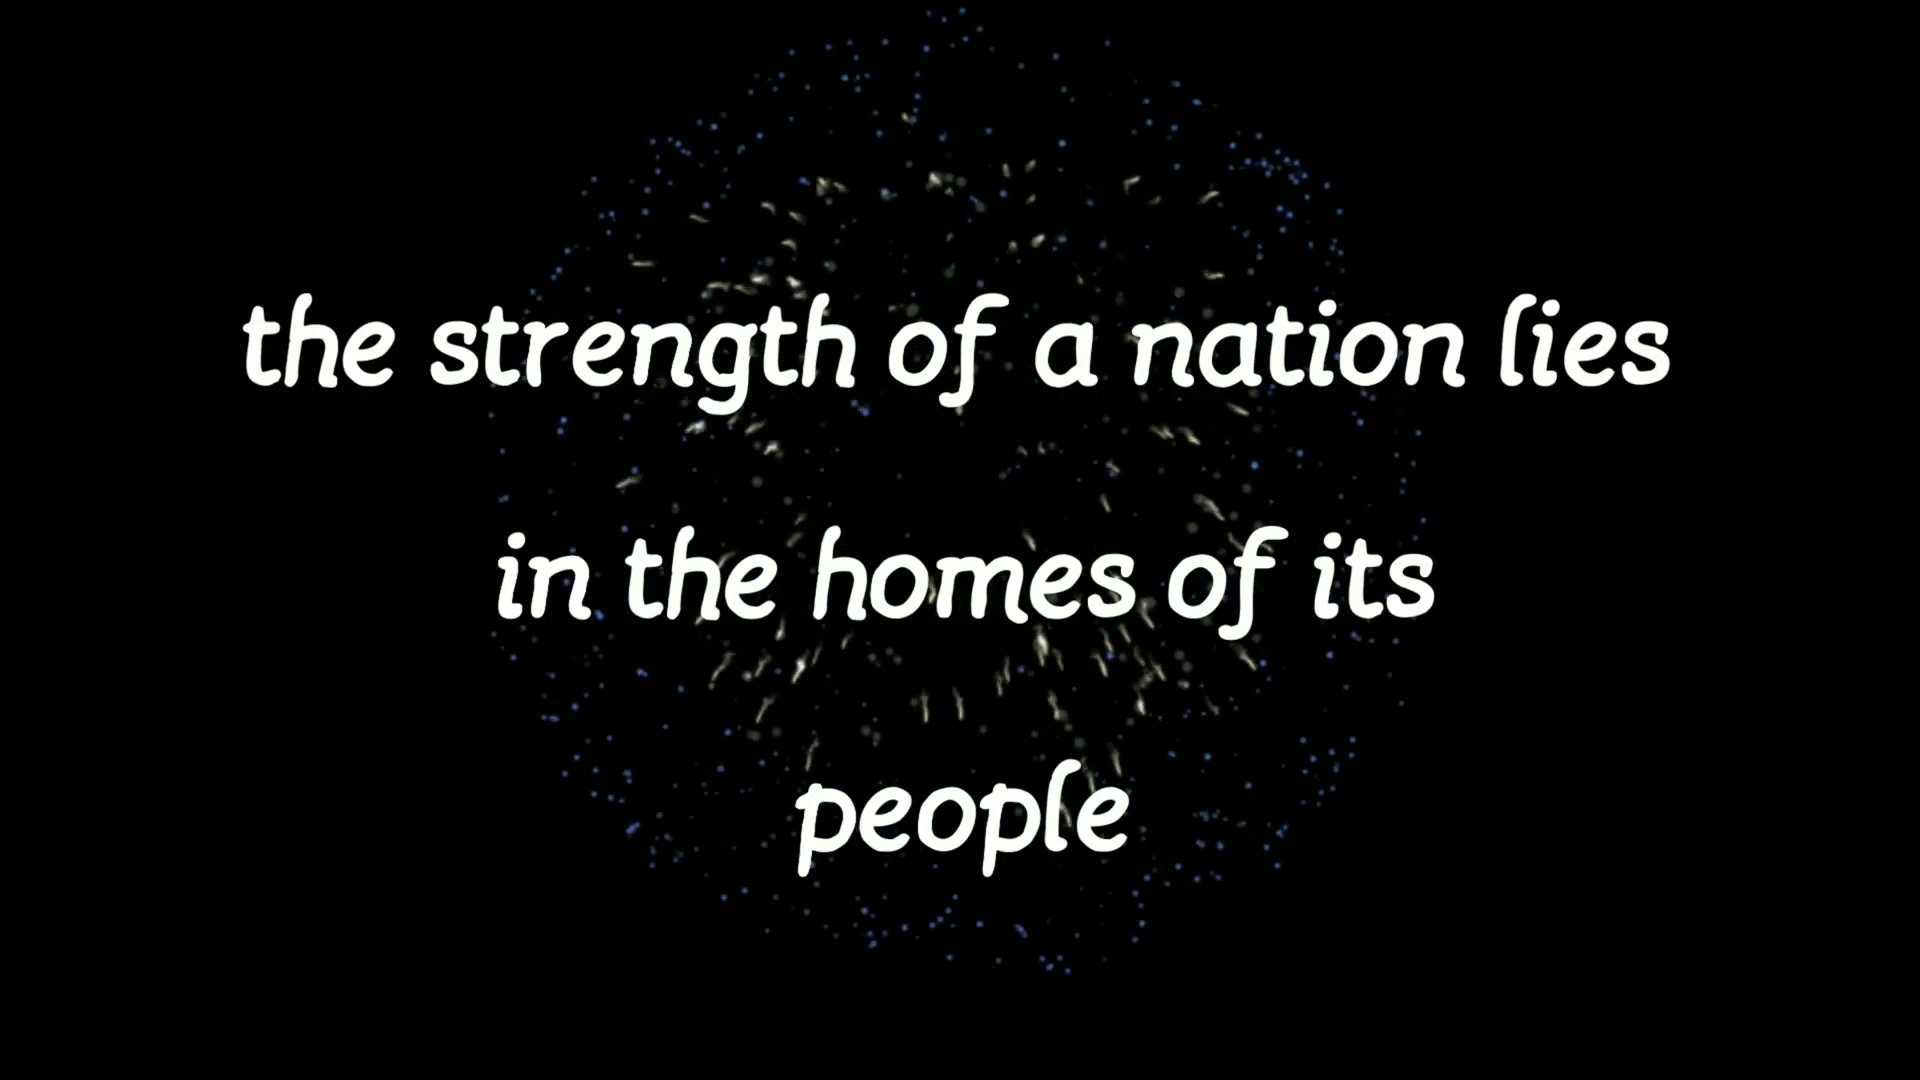 the strength of a nation lies
in the homes of its
people